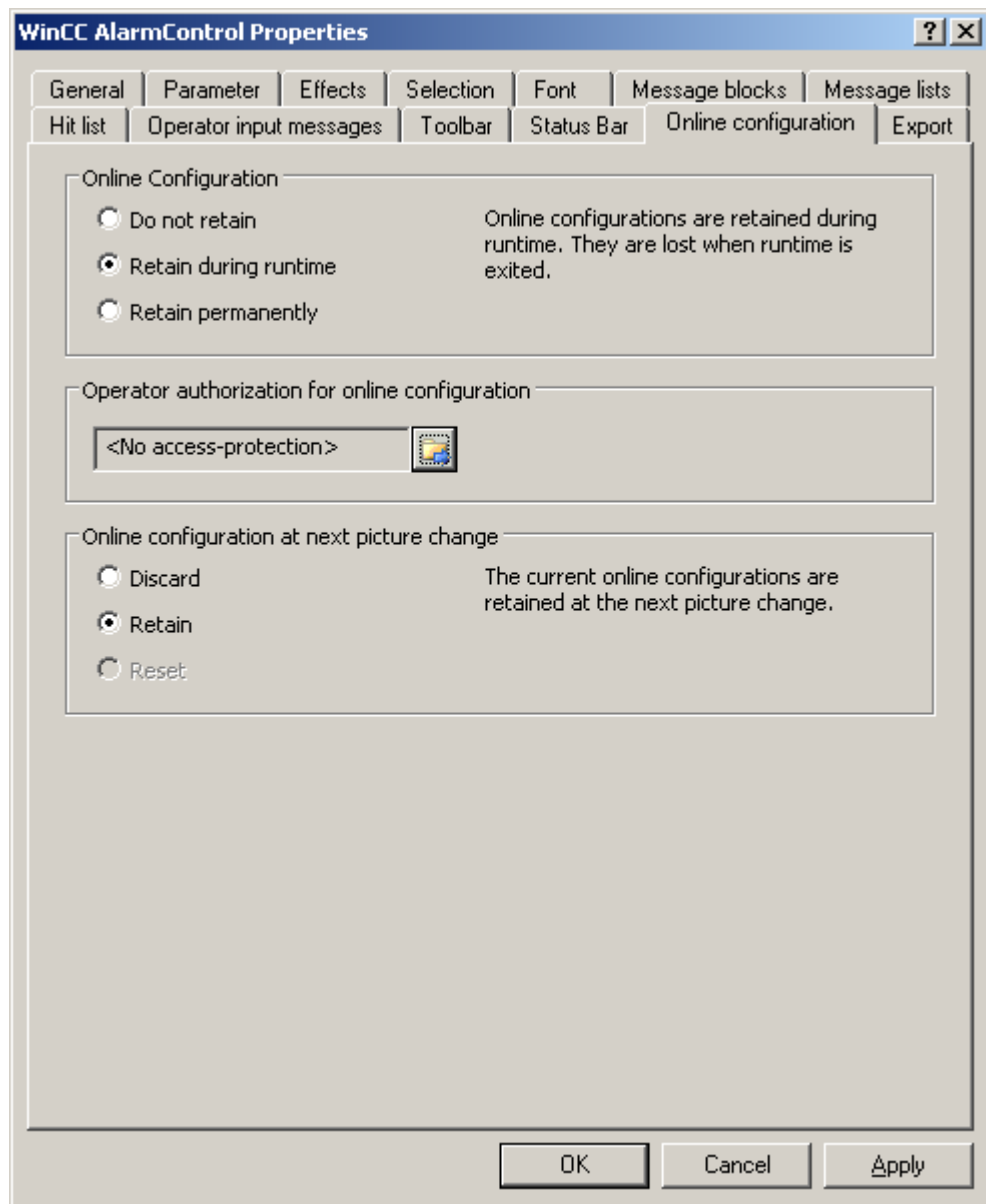 WinCC AlarmControl Properties
General Parameter Effects Selection Font Message blocks Message lists
Hit list Operator input messages Toolbar Status Bar Online configuration Export
Online Configuration
Do not retain
Retain during runtime
Retain permanently
Online configurations are retained during
runtime. They are lost when runtime is
exited.
Operator authorization for online configuration
<No access-protection>
Online configuration at next picture change
Discard
Retain
Reset
The current online configurations are
retained at the next picture change.
OK Cancel Apply